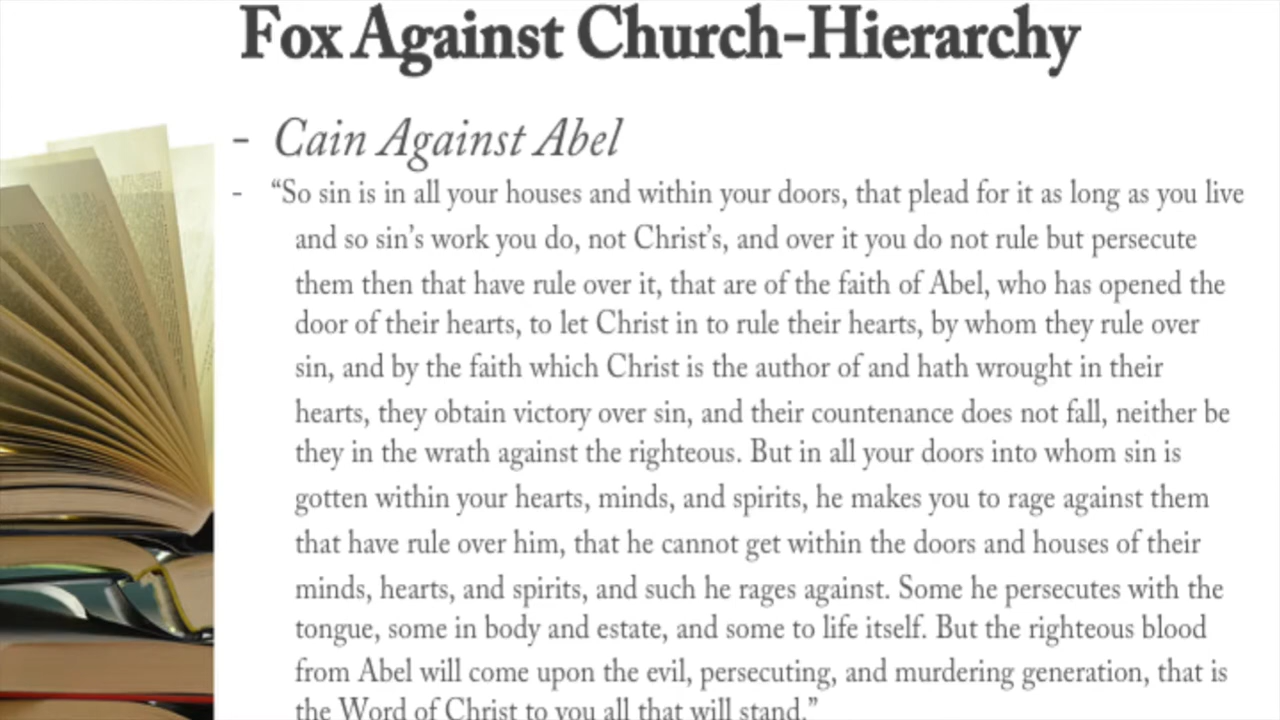 Fox Against Church-Hierarchy
- Cain Against Abel
- “So sin is in all your houses and within your doors, that plead for it as long as you live
and so sin’s work you do, not Christ’s, and over it you do not rule but persecute
them then that have rule over it, that are of the faith of Abel, who has opened the
door of their hearts, to let Christ in to rule their hearts, by whom they rule over
sin, and by the faith which Christ is the author of and hath wrought in their
hearts, they obtain victory over sin, and their countenance does not fall, neither be
they in the wrath against the righteous. But in all your doors into whom sin is
gotten within your hearts, minds, and spirits, he makes you to rage against them
that have rule over him, that he cannot get within the doors and houses of their
minds, hearts, and spirits, and such he rages against. Some he persecutes with the
tongue, some in body and estate, and some to life itself. But the righteous blood
from Abel will come upon the evil, persecuting, and murdering generation, that is
the Word of Christ to you all that will stand.”